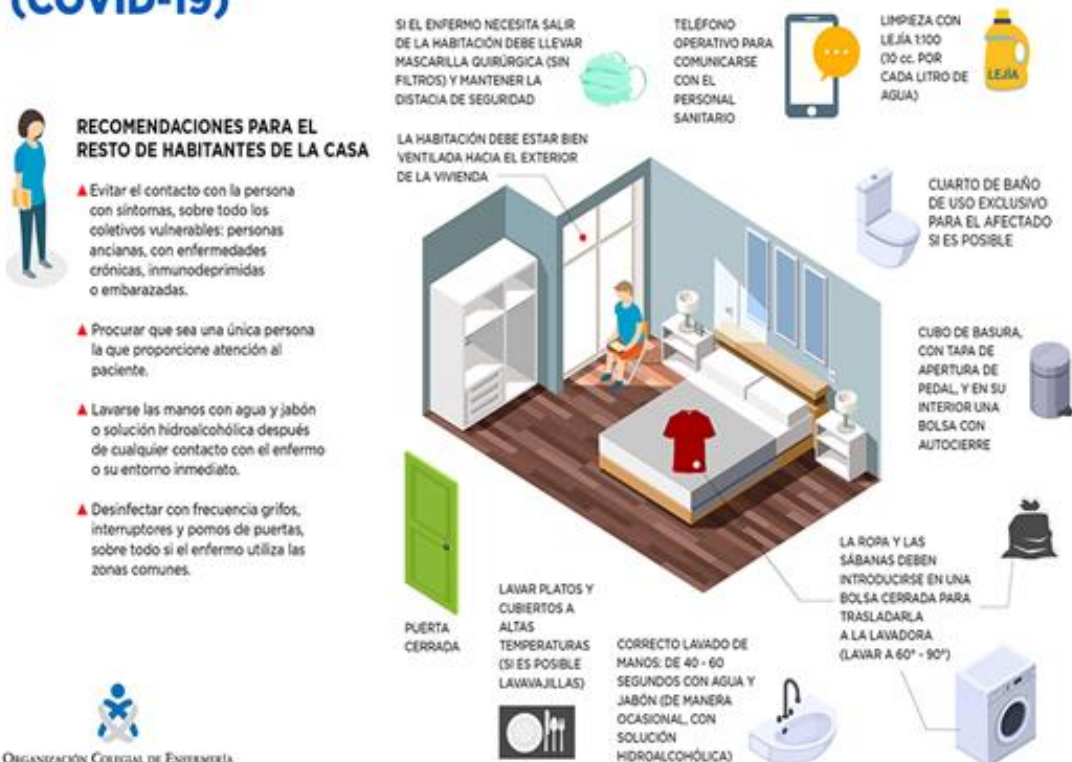 (COVID-19)
RECOMENDACIONES PARA EL
RESTO DE HABITANTES DE LA CASA
Evitar el contacto con la persona
con síntomas, sobre todo los
coletivos vulnerables: personas
ancianas, con enfermedades
crónicas, inmunodeprimidas
o embarazadas.
Procurar que sea una única persona
la que proporcione atención al
paciente.
Lavarse las manos con agua y jabón
o solución hidroalcohólica después
de cualquier contacto con el enfermo
o su entorno inmediato.
Desinfectar con frecuencia grifos,
interruptores y pomos de puertas,
sobre todo si el enfermo utiliza las
zonas comunes.
ORGANIZACIÓN COLEGIAL DE ENFERMERÍA
SI EL ENFERMO NECESITA SALIR
DE LA HABITACIÓN DEBE LLEVAR
MASCARILLA QUIRÚRGICA (SIN
FILTROS) Y MANTENER LA
DISTACIA DE SEGURIDAD
TELÉFONO
OPERATIVO PARA
COMUNICARSE
CON EL
PERSONAL
SANITARIO
LIMPIEZA CON
LEJÍA 1:100
(10 cc. POR
CADA LITRO DE
AGUA)
LEJÍA
LA HABITACIÓN DEBE ESTAR BIEN
VENTILADA HACIA EL EXTERIOR
DE LA VIVIENDA
CUARTO DE BAÑO
DE USO EXCLUSIVO
PARA EL AFECTADO
SI ES POSIBLE
CUBO DE BASURA,
CON TAPA DE
APERTURA DE
PEDAL, Y EN SU
INTERIOR UNA
BOLSA CON
AUTOCIERRE
LA ROPA Y LAS
SÁBANAS DEBEN
INTRODUCIRSE EN UNA
BOLSA CERRADA PARA
TRASLADARLA
A LA LAVADORA
(LAVAR A 60° - 90°)
PUERTA
CERRADA
LAVAR PLATOS Y
CUBIERTOS A
ALTAS
TEMPERATURAS
(SI ES POSIBLE
LAVAVAJILLAS)
CORRECTO LAVADO DE
MANOS: DE 40 - 60
SEGUNDOS CON AGUA Y
JABÓN (DE MANERA
OCASIONAL, CON
SOLUCIÓN
HIDROALCOHÓLICA)